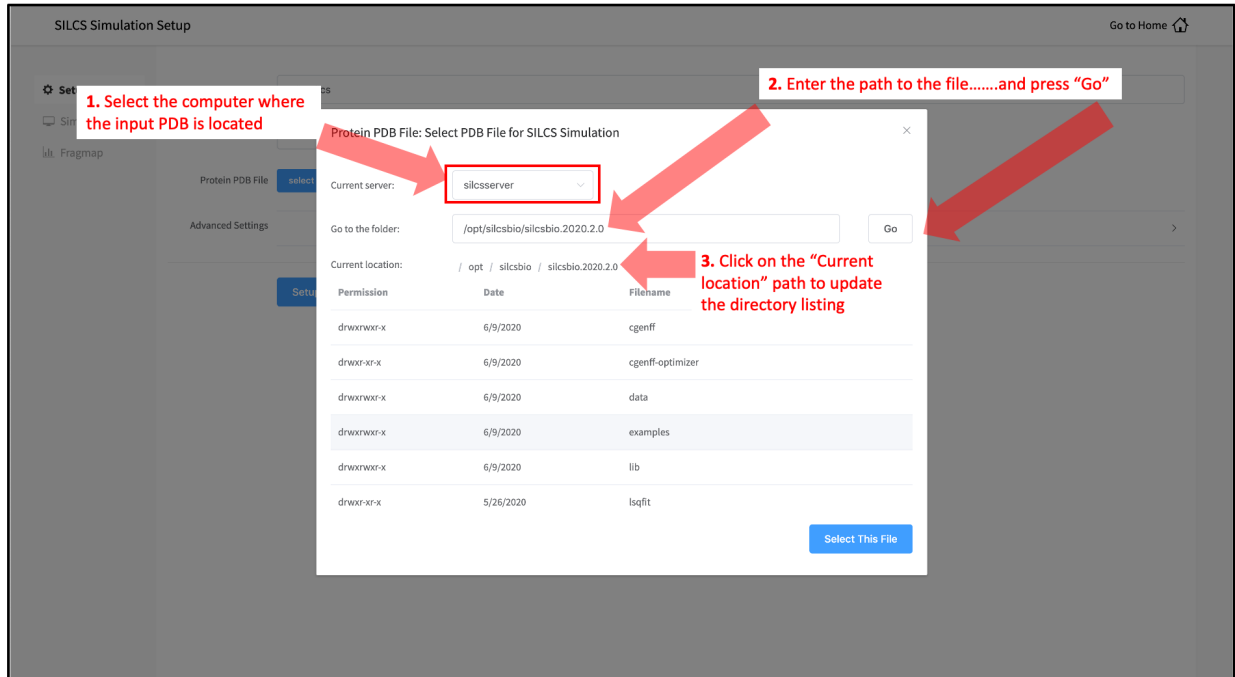 SILCS Simulation Setup
Go to Home
1. Select the computer where
the input PDB is located
2. Enter the path to the file.......and press “Go”
Fragmap
Protein PDB File
select
Advanced Settings
Setup
Protein PDB File: Select PDB File for SILCS Simulation
Current server:
silcsserver
Go to the folder:
/opt/silcsbio/silcsbio.2020.2.0
Go
Current location:
/ opt / silcsbio / silcsbio.2020.2.0
3. Click on the “Current
location” path to update
the directory listing
Permission Date Filename
drwxrwxr-x 6/9/2020 cgenff
drwxr-xr-x 6/9/2020 cgenff-optimizer
drwxrwxr-x 6/9/2020 data
drwxrwxr-x 6/9/2020 examples
drwxrwxr-x 6/9/2020 lib
drwxr-xr-x 5/26/2020 lsqfit
Select This File